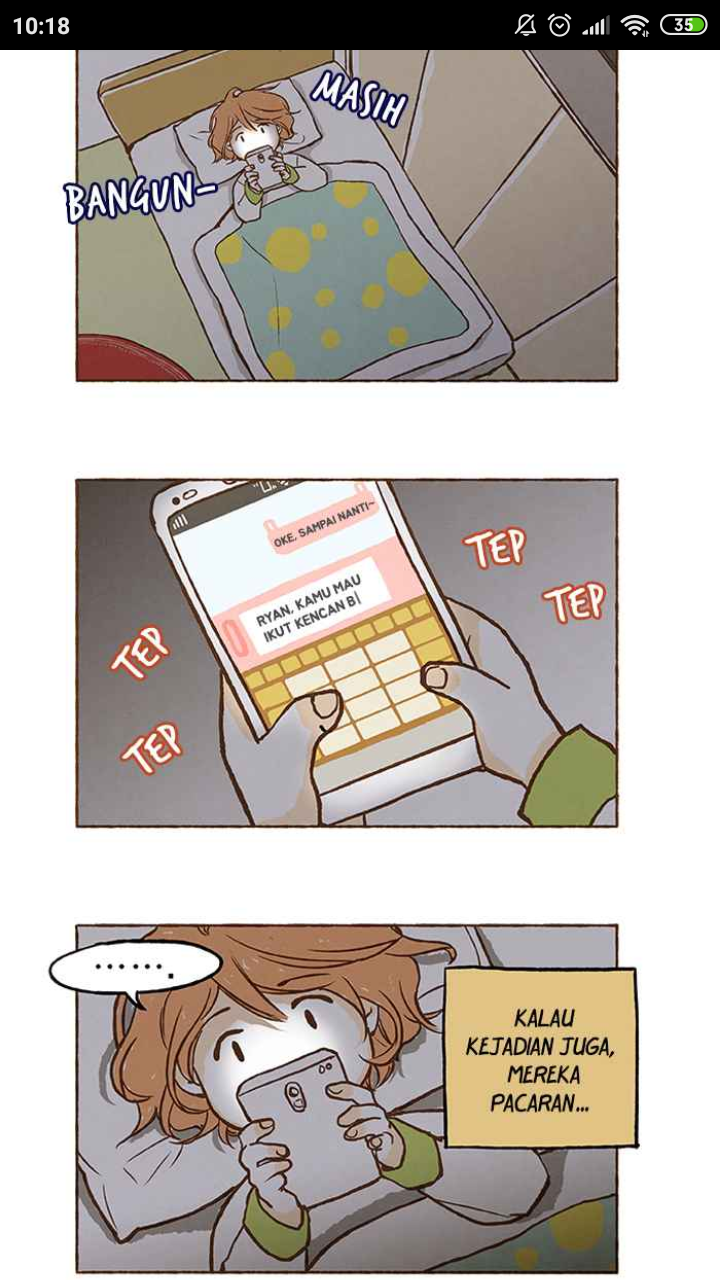 10:18
35
MASIH
BANGUN~
OKE, SAMPAI NANTI~
RYAN, KAMU MAU
IKUT KENCAN B|
TEP
TEP
TEP
TEP
.......
KALAU
KEJADIAN JUGA,
MEREKA
PACARAN...